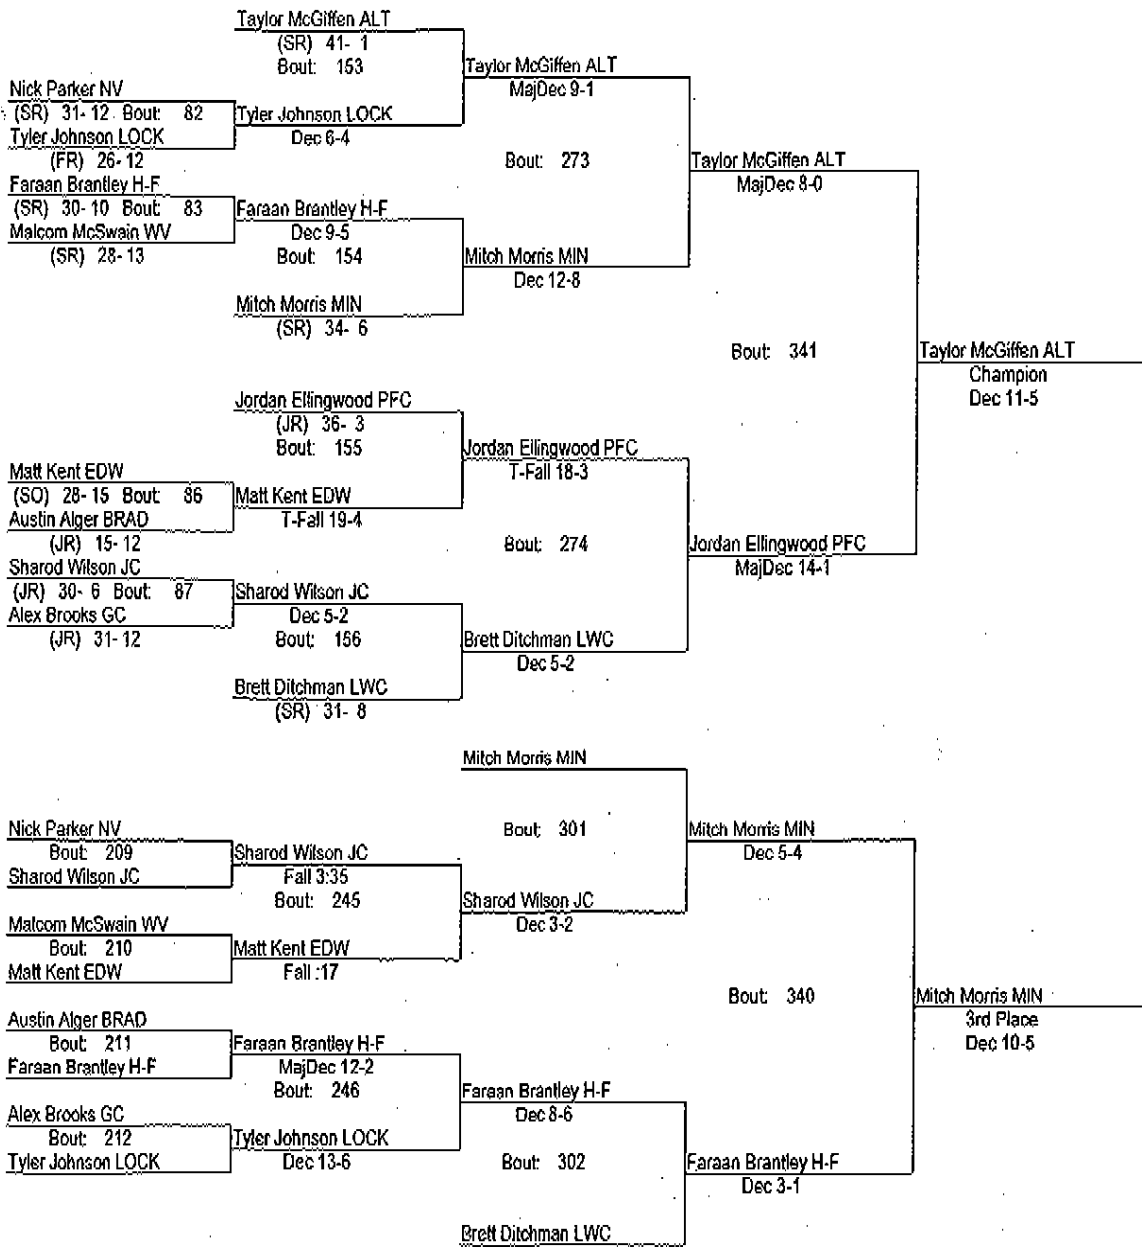 Taylor McGiffen ALT
(SR) 41- 1
Bout: 153
Taylor McGiffen ALT
MajDec 9-1
Nick Parker NV
(SR) 31- 12 Bout: 82
Tyler Johnson LOCK
Tyler Johnson LOCK
Dec 6-4
(FR) 26- 12
Bout: 273
Taylor McGiffen ALT
MajDec 8-0
Faraan Brantley H-F
(SR) 30- 10 Bout: 83
Faraan Brantley H-F
Malcom McSwain WV
Dec 9-5
(SR) 28- 13
Bout: 154
Mitch Morris MIN
Dec 12-8
Mitch Morris MIN
(SR) 34- 6
Bout: 341
Taylor McGiffen ALT
Champion
Dec 11-5
Jordan Ellingwood PFC
(JR) 36- 3
Bout: 155
Jordan Ellingwood PFC
T-Fall 18-3
Matt Kent EDW
(SO) 28- 15 Bout: 86
Matt Kent EDW
Austin Alger BRAD
T-Fall 19-4
(JR) 15- 12
Bout: 274
Jordan Ellingwood PFC
MajDec 14-1
Sharod Wilson JC
(JR) 30- 6 Bout: 87
Sharod Wilson JC
Alex Brooks GC
Dec 5-2
(JR) 31- 12
Bout: 156
Brett Ditchman LWC
Dec 5-2
Brett Ditchman LWC
(SR) 31- 8
Mitch Morris MIN
Nick Parker NV
Bout: 301
Mitch Morris MIN
Dec 5-4
Bout: 209
Sharod Wilson JC
Sharod Wilson JC
Fall 3:35
Bout: 245
Sharod Wilson JC
Dec 3-2
Malcom McSwain WV
Bout: 210
Matt Kent EDW
Matt Kent EDW
Fall :17
Bout: 340
Mitch Morris MIN
3rd Place
Dec 10-5
Austin Alger BRAD
Bout: 211
Faraan Brantley H-F
Faraan Brantley H-F
MajDec 12-2
Bout: 246
Faraan Brantley H-F
Dec 8-6
Alex Brooks GC
Bout: 212
Tyler Johnson LOCK
Tyler Johnson LOCK
Dec 13-6
Bout: 302
Faraan Brantley H-F
Dec 3-1
Brett Ditchman LWC